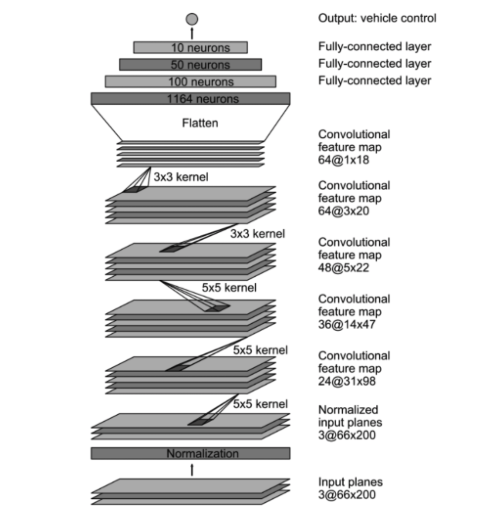 Output: vehicle control
10 neurons
Fully-connected layer
50 neurons
Fully-connected layer
100 neurons
Fully-connected layer
1164 neurons
Flatten
Convolutional
feature map
64@1x18
3x3 kernel
Convolutional
feature map
64@3x20
3x3 kernel
Convolutional
feature map
48@5x22
5x5 kernel
Convolutional
feature map
36@14x47
5x5 kernel
Convolutional
feature map
24@31x98
5x5 kernel
Normalized
input planes
3@66x200
Normalization
Input planes
3@66x200